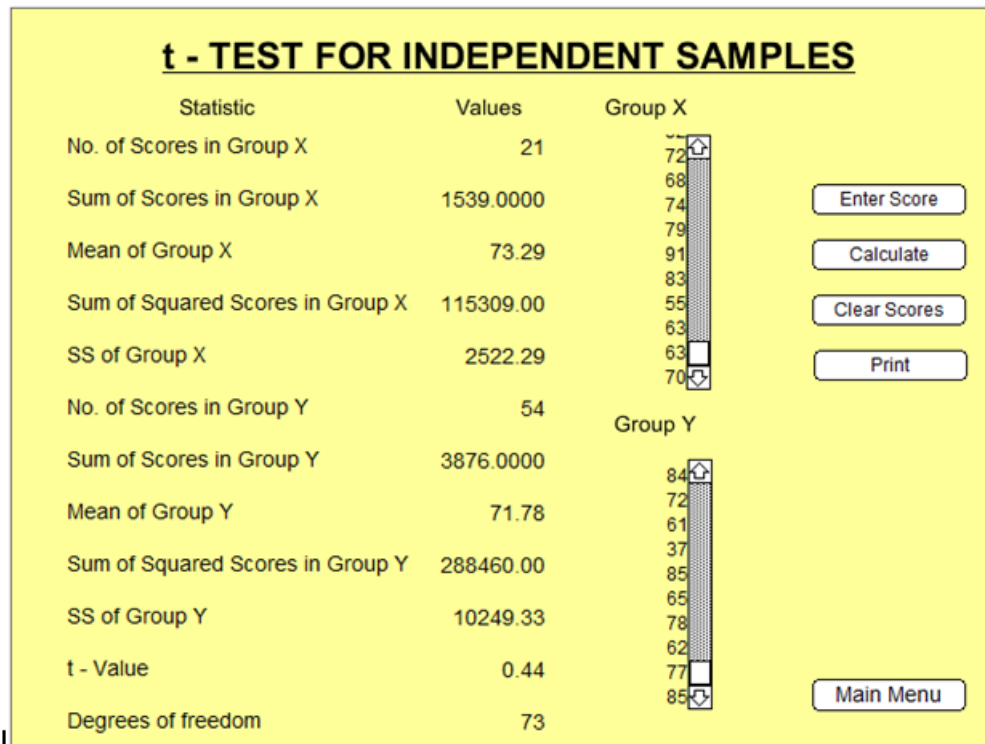 t - TEST FOR INDEPENDENT SAMPLES
Statistic Values Group X
No. of Scores in Group X 21
Sum of Scores in Group X 1539.0000
Mean of Group X 73.29
Sum of Squared Scores in Group X 115309.00
SS of Group X 2522.29
No. of Scores in Group Y 54
Sum of Scores in Group Y 3876.0000
Mean of Group Y 71.78
Sum of Squared Scores in Group Y 288460.00
SS of Group Y 10249.33
t - Value 0.44
Degrees of freedom 73
72
68
74
79
91
83
55
63
63
70
Group Y
84
72
61
37
85
65
78
62
77
85
Enter Score
Calculate
Clear Scores
Print
Main Menu